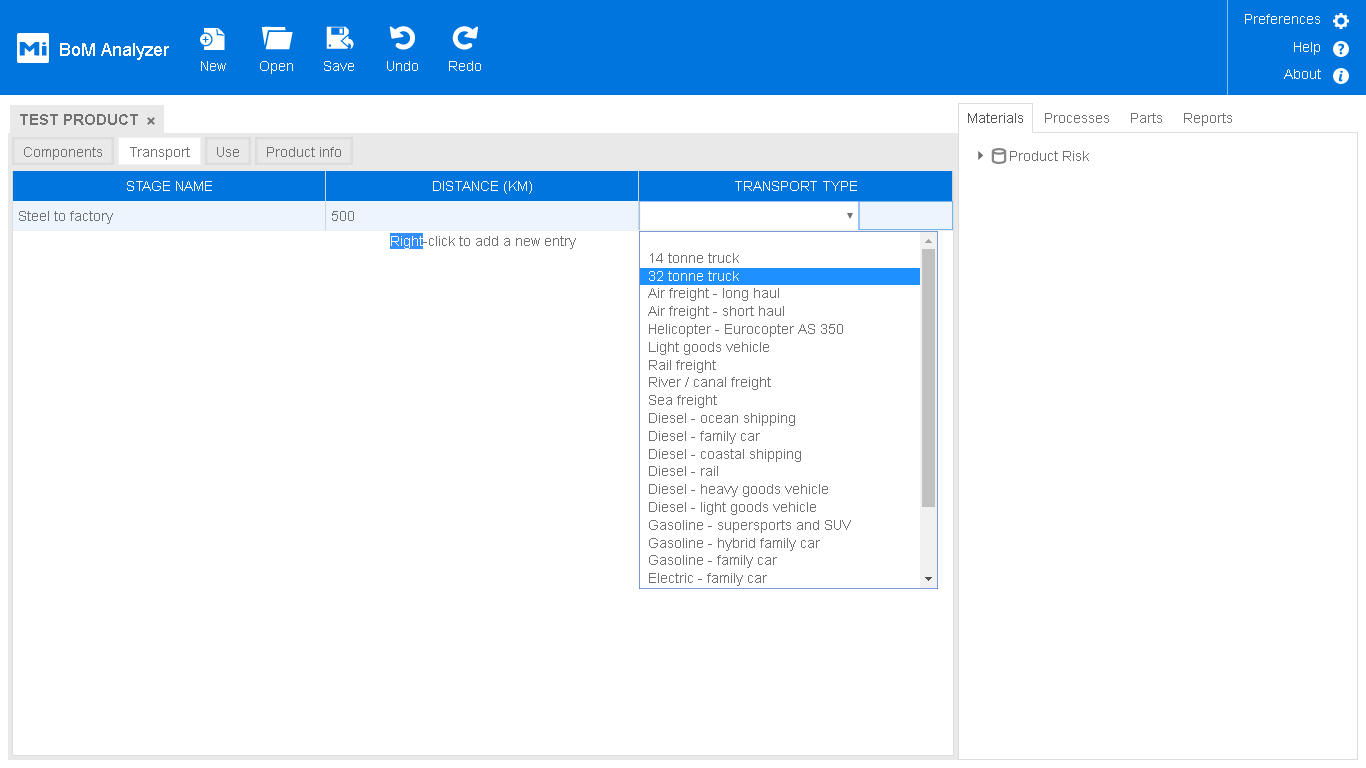 Mi BoM Analyzer
New
Open
Save
Undo
Redo
Preferences
Help
About
TEST PRODUCT ×
Components
Transport
Use
Product info
STAGE NAME
DISTANCE (KM)
TRANSPORT TYPE
Steel to factory
500
Right-click to add a new entry
14 tonne truck
32 tonne truck
Air freight - long haul
Air freight - short haul
Helicopter - Eurocopter AS 350
Light goods vehicle
Rail freight
River / canal freight
Sea freight
Diesel - ocean shipping
Diesel - family car
Diesel - coastal shipping
Diesel - rail
Diesel - heavy goods vehicle
Diesel - light goods vehicle
Gasoline - supersports and SUV
Gasoline - hybrid family car
Gasoline - family car
Electric - family car
Materials
Processes
Parts
Reports
Product Risk